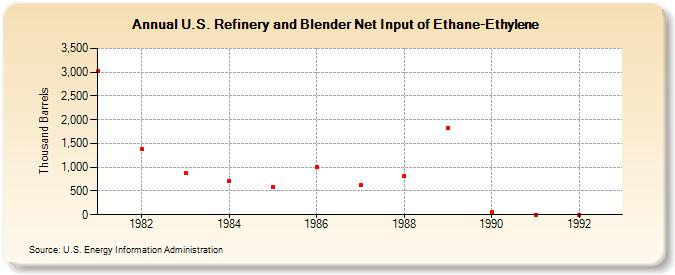 Annual U.S. Refinery and Blender Net Input of Ethane-Ethylene
Thousand Barrels
3,500
3,000
2,500
2,000
1,500
1,000
500
0
1982 1984 1986 1988 1990 1992
Source: U.S. Energy Information Administration